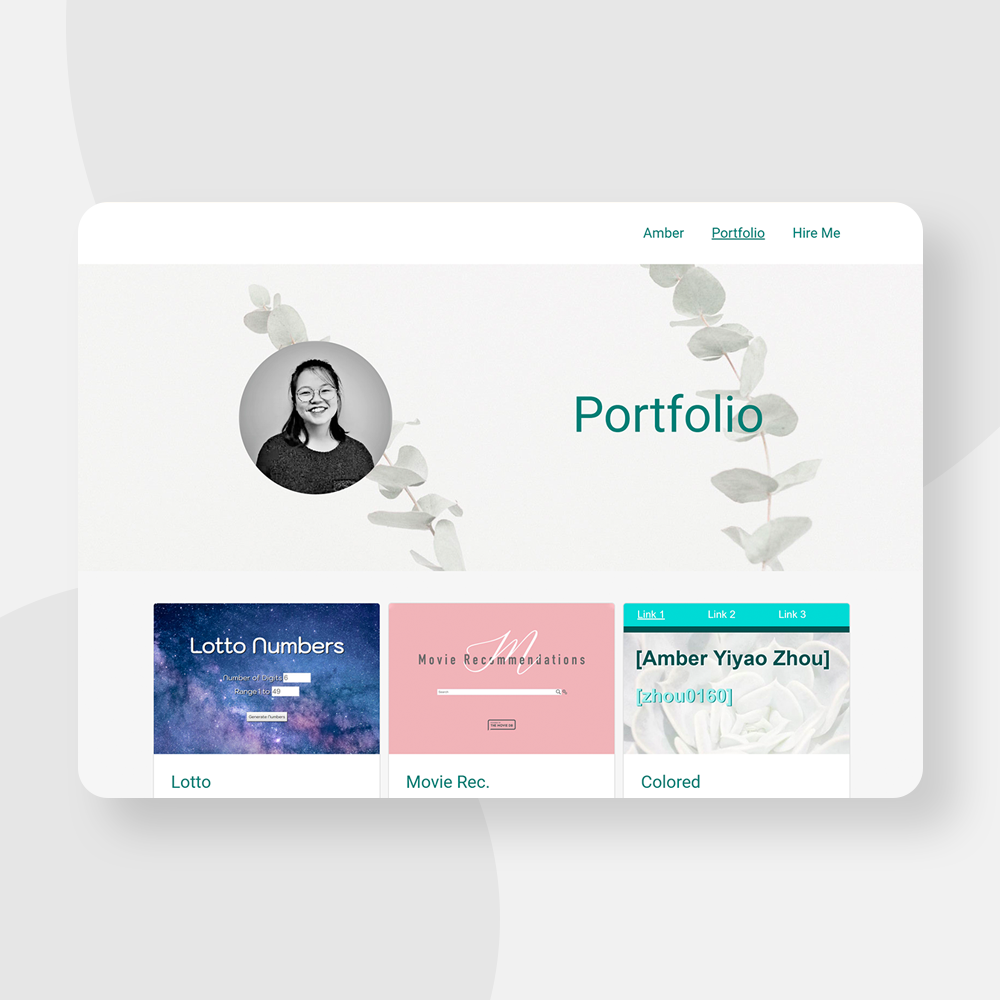 Amber Portfolio Hire Me
Portfolio
Lotto Numbers
Number of Digits 6
Range 1 to 49
Generate Numbers
Lotto
M
Movie Recommendations
Search
THE MOVIE DB
Movie Rec.
Link 1 Link 2 Link 3
[Amber Yiyao Zhou]
[zhou0160]
Colored